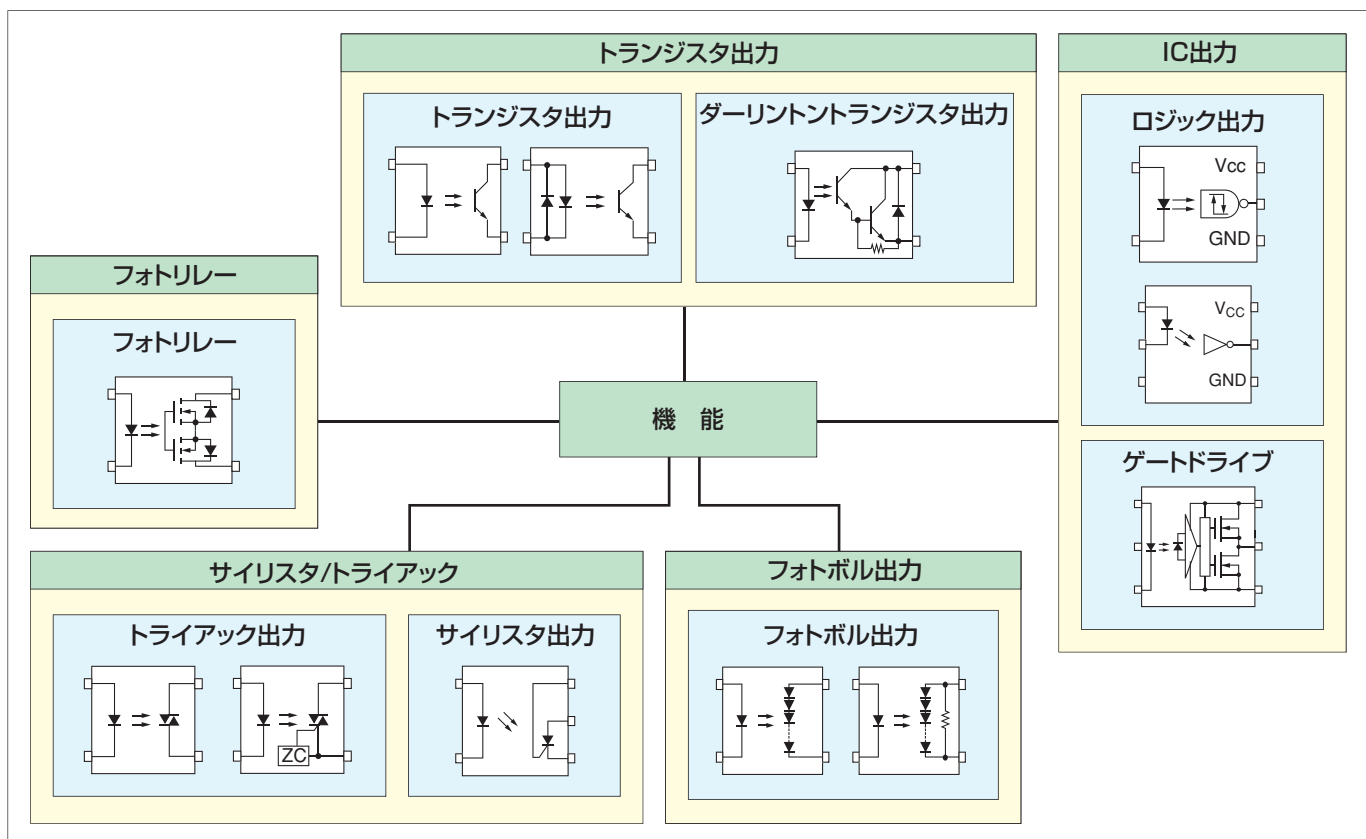 トランジスタ出力
トランジスタ出力
ダーリントントランジスタ出力
IC出力
ロジック出力
Vcc
GND
VCC
GND
ゲートドライブ
フォトリレー
フォトリレー
機 能
サイリスタ/トライアック
トライアック出力
ZC
サイリスタ出力
フォトボル出力
フォトボル出力